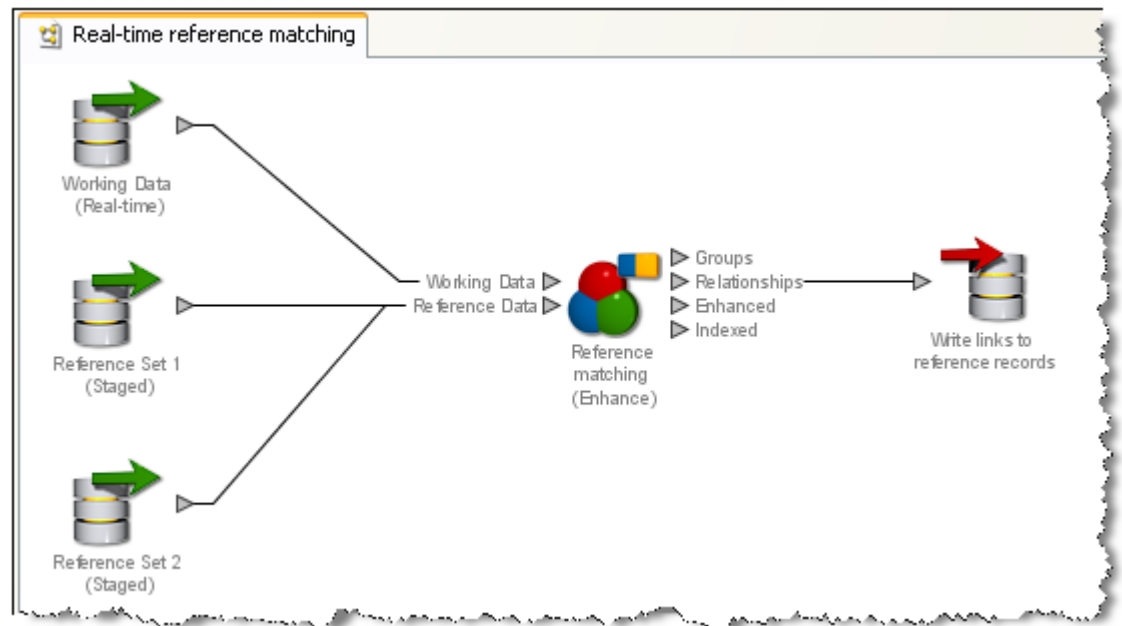 Real-time reference matching
Working Data
(Real-time)
Reference Set 1
(Staged)
Reference Set 2
(Staged)
Working Data
Reference Data
Reference
matching
(Enhance)
Groups
Relationships
Enhanced
Indexed
Write links to
reference records